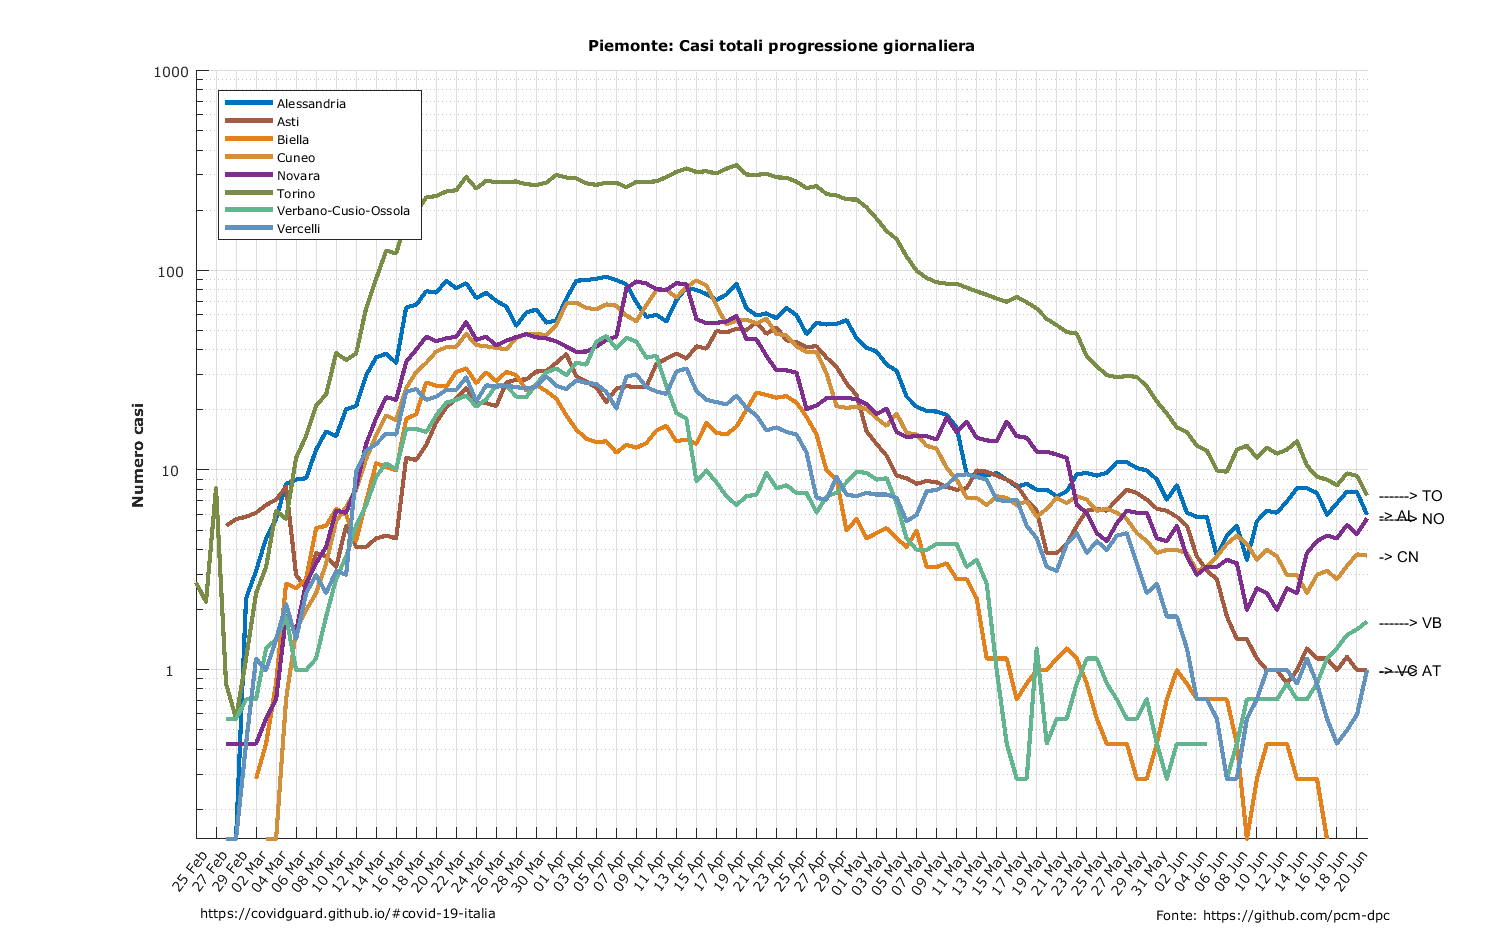 Piemonte: Casi totali progressione giornaliera
1000
100
10
1
Numero casi
Alessandria
Asti
Biella
Cuneo
Novara
Torino
Verbano-Cusio-Ossola
Vercelli
------> TO
-> AL
------> NO
-> CN
------> VB
-> VC
------> AT
25 Feb
27 Feb
29 Feb
02 Mar
04 Mar
06 Mar
08 Mar
10 Mar
12 Mar
14 Mar
16 Mar
18 Mar
20 Mar
22 Mar
24 Mar
26 Mar
28 Mar
30 Mar
01 Apr
03 Apr
05 Apr
07 Apr
09 Apr
11 Apr
13 Apr
15 Apr
17 Apr
19 Apr
21 Apr
23 Apr
25 Apr
27 Apr
29 Apr
01 May
03 May
05 May
07 May
09 May
11 May
13 May
15 May
17 May
19 May
21 May
23 May
25 May
27 May
29 May
31 May
02 Jun
04 Jun
06 Jun
08 Jun
10 Jun
12 Jun
14 Jun
16 Jun
18 Jun
20 Jun
https://covidguard.github.io/#covid-19-italia
Fonte: https://github.com/pcm-dpc